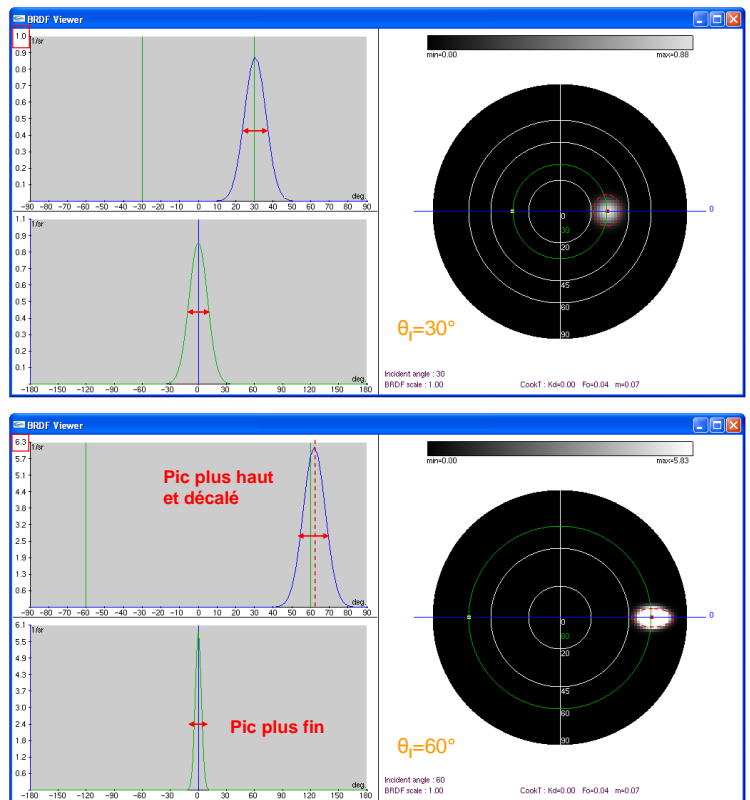 BRDF Viewer
1.0
1/sr
0.9
0.8
0.7
0.6
0.5
0.4
0.3
0.2
0.1
deg.
-90 -80 -70 -60 -50 -40 -30 -20 -10 0 10 20 30 40 50 60 70 80 90
1.1
1/sr
0.9
0.8
0.7
0.6
0.5
0.4
0.3
0.2
0.1
deg.
-180 -150 -120 -90 -60 -30 0 30 60 90 120 150 180
min=0.00 max=0.88
0
0
30
20
45
60
90
θI=30°
Incident angle : 30
BRDF scale : 1.00 CookT : Kd=0.00 Fo=0.04 m=0.07
BRDF Viewer
6.3
1/sr
5.7
5.1
4.4
3.8
3.2
2.5
1.9
1.3
0.6
Pic plus haut
et décalé
deg.
-90 -80 -70 -60 -50 -40 -30 -20 -10 0 10 20 30 40 50 60 70 80 90
6.1
1/sr
5.5
4.9
4.3
3.7
3.0
2.4
1.8
1.2
0.6
Pic plus fin
deg.
-180 -150 -120 -90 -60 -30 0 30 60 90 120 150 180
min=0.00 max=5.83
0
0
60
20
45
60
90
θI=60°
Incident angle : 60
BRDF scale : 1.00 CookT : Kd=0.00 Fo=0.04 m=0.07